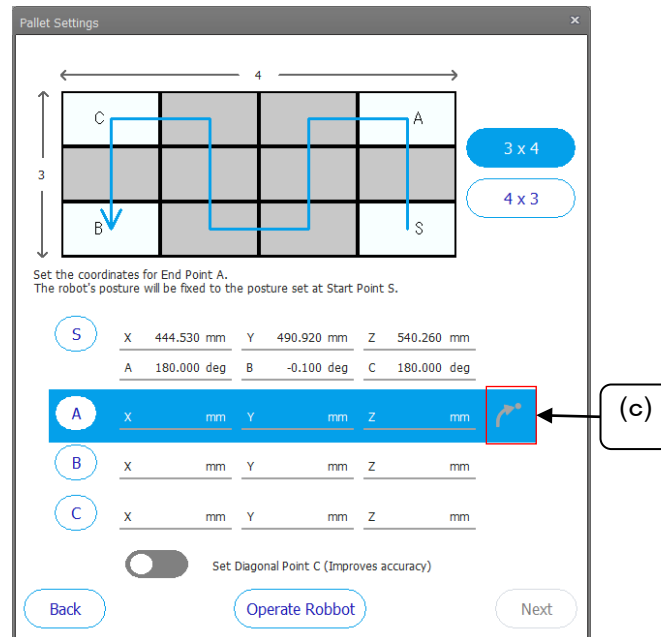 Pallet Settings ×
4
C A
3 x 4
3
4 x 3
B S
Set the coordinates for End Point A.
The robot's posture will be fixed to the posture set at Start Point S.
S X 444.530 mm Y 490.920 mm Z 540.260 mm
A 180.000 deg B -0.100 deg C 180.000 deg
A X mm Y mm Z mm
(c)
B X mm Y mm Z mm
C X mm Y mm Z mm
Set Diagonal Point C (Improves accuracy)
Back Operate Robbot Next